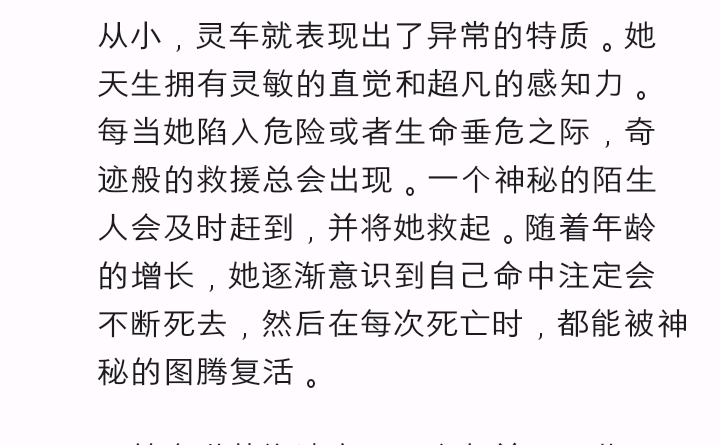 从小，灵车就表现出了异常的特质。她
天生拥有灵敏的直觉和超凡的感知力。
每当她陷入危险或者生命垂危之际，奇
迹般的救援总会出现。一个神秘的陌生
人会及时赶到，并将她救起。随着年龄
的增长，她逐渐意识到自己命中注定会
不断死去，然后在每次死亡时，都能被神
秘的图腾复活。